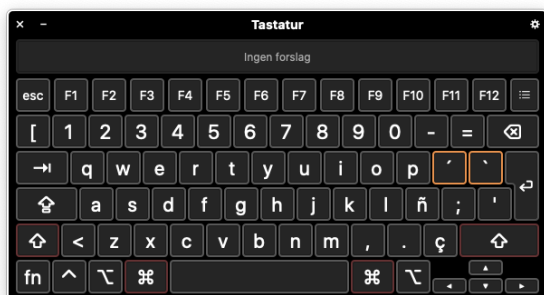 Tastatur
Ingen forslag
esc F1 F2 F3 F4 F5 F6 F7 F8 F9 F10 F11 F12
[ 1 2 3 4 5 6 7 8 9 0 - =
q w e r t y u i o p ´ `
a s d f g h j k l ñ ; '
< z x c v b n m , . ç
fn